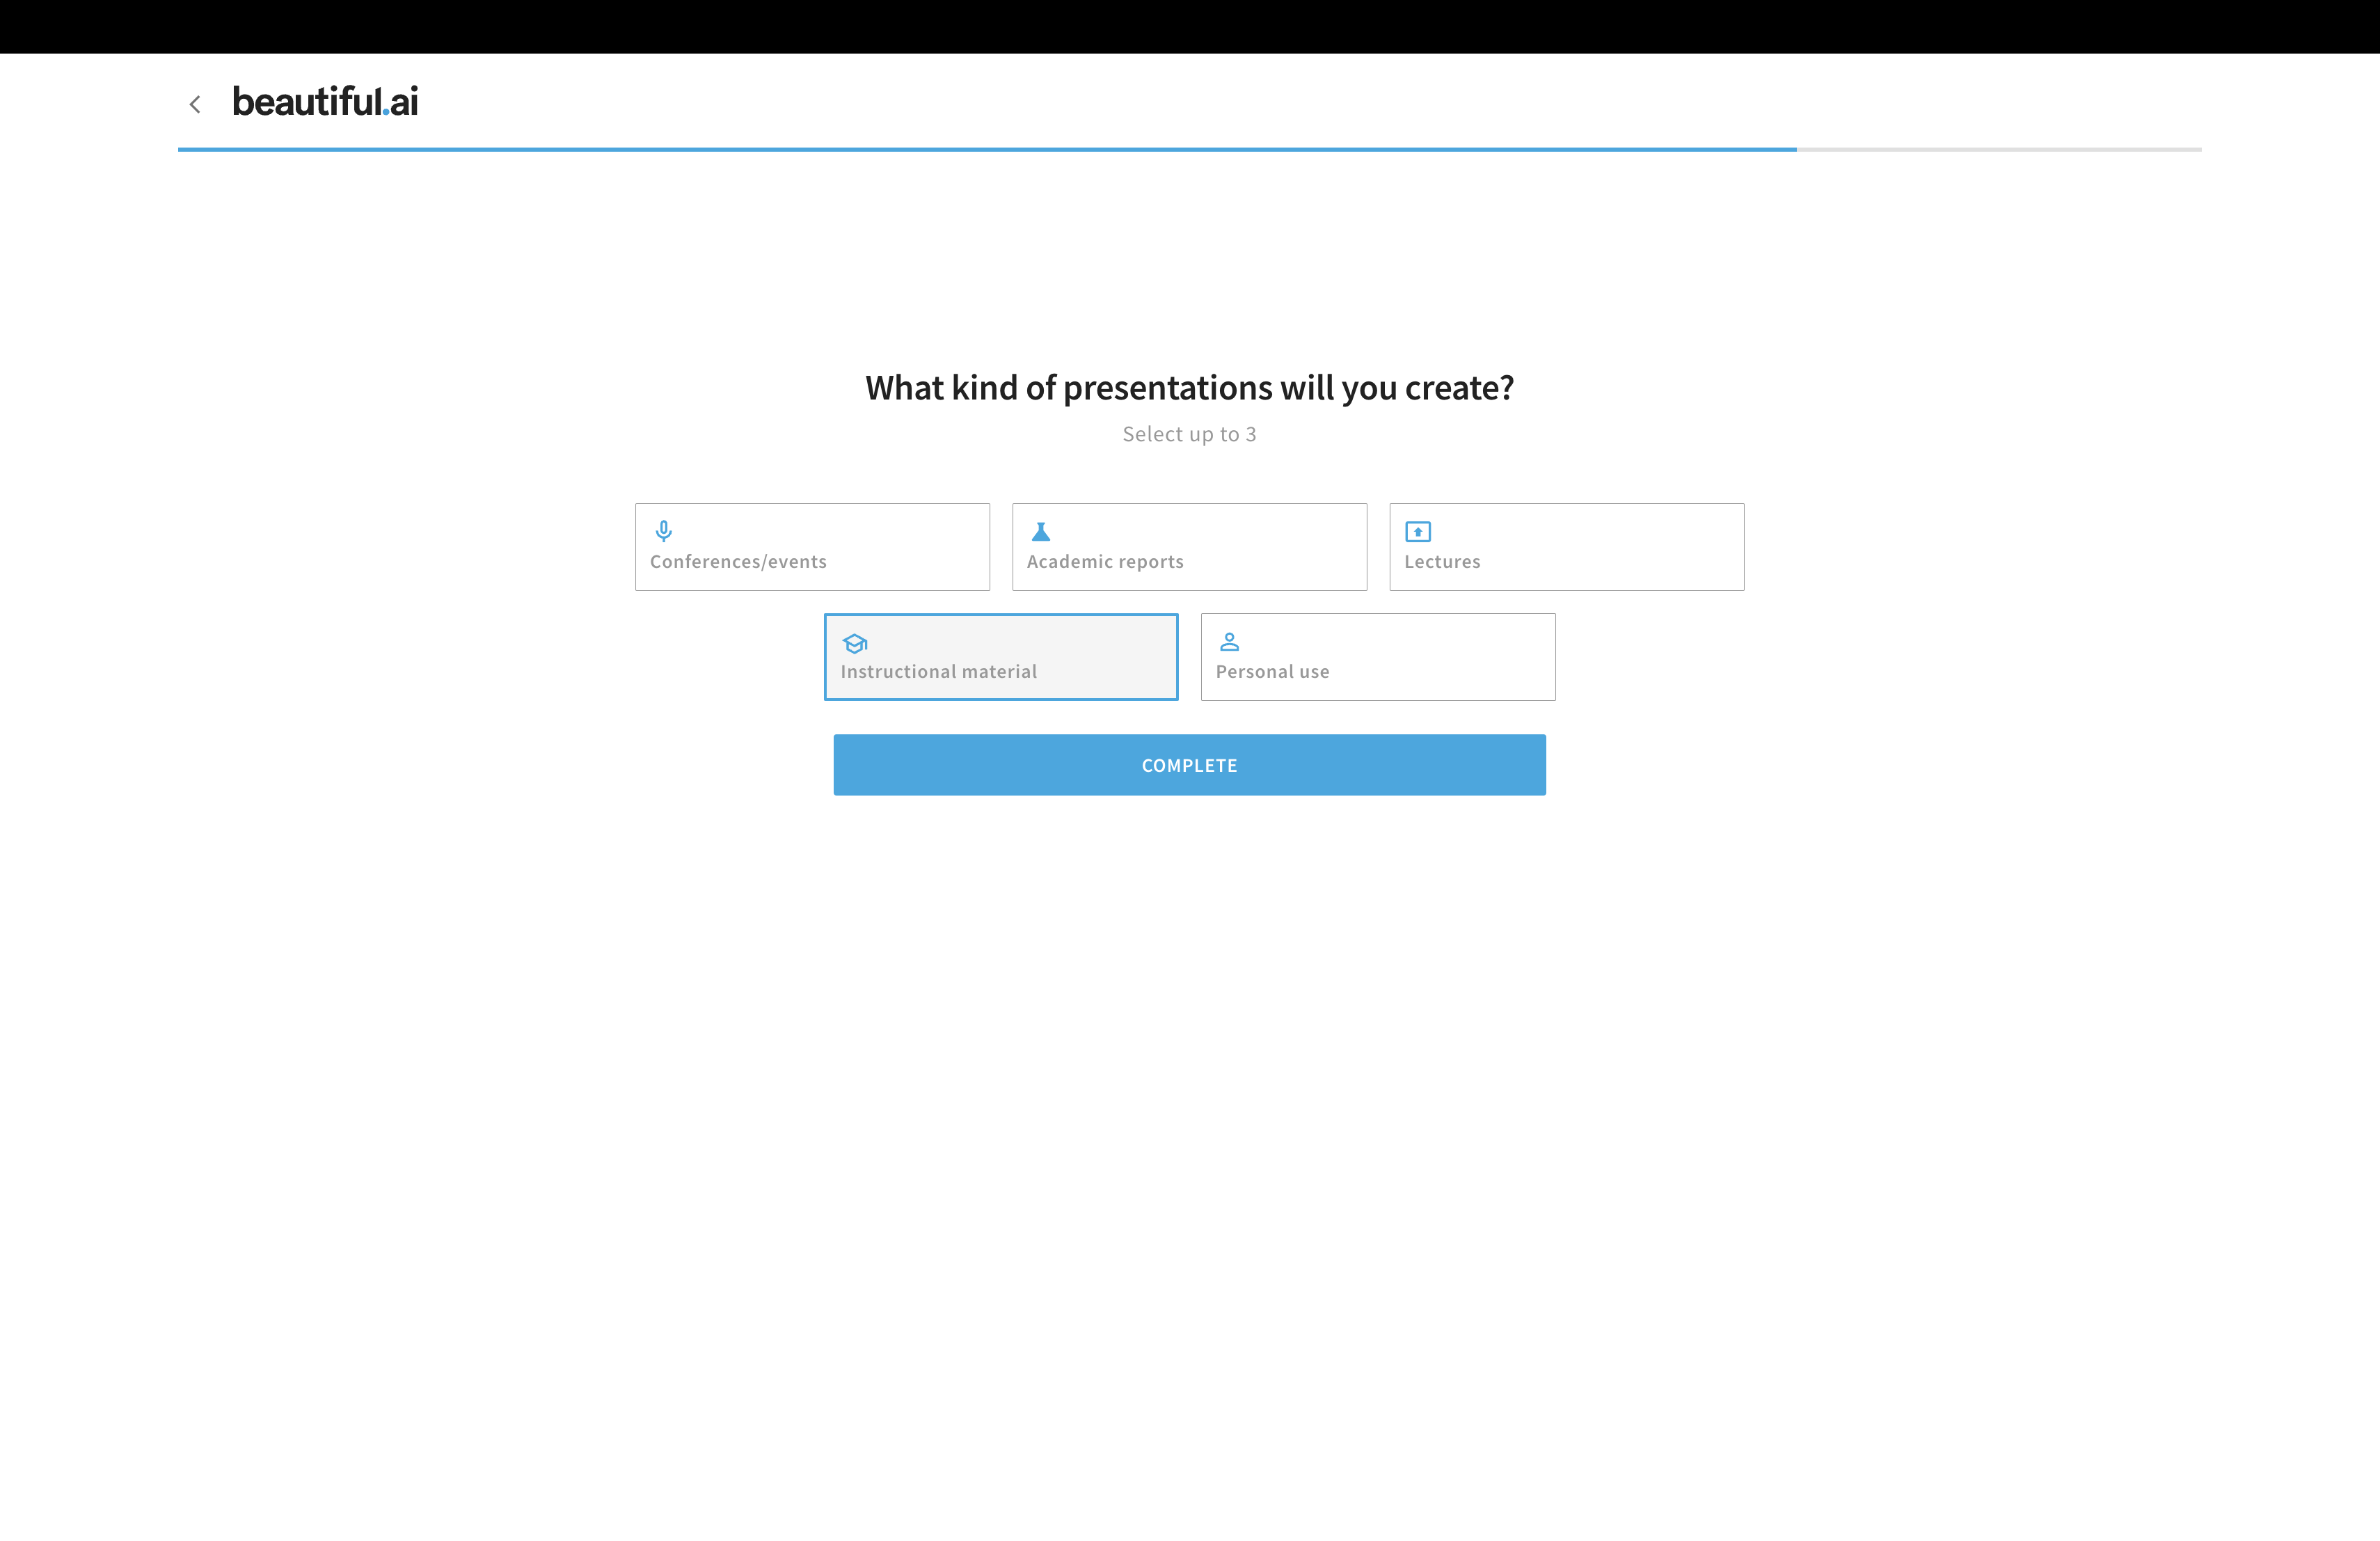 beautiful.ai
What kind of presentations will you create?
Select up to 3
Conferences/events
Academic reports
Lectures
Instructional material
Personal use
COMPLETE